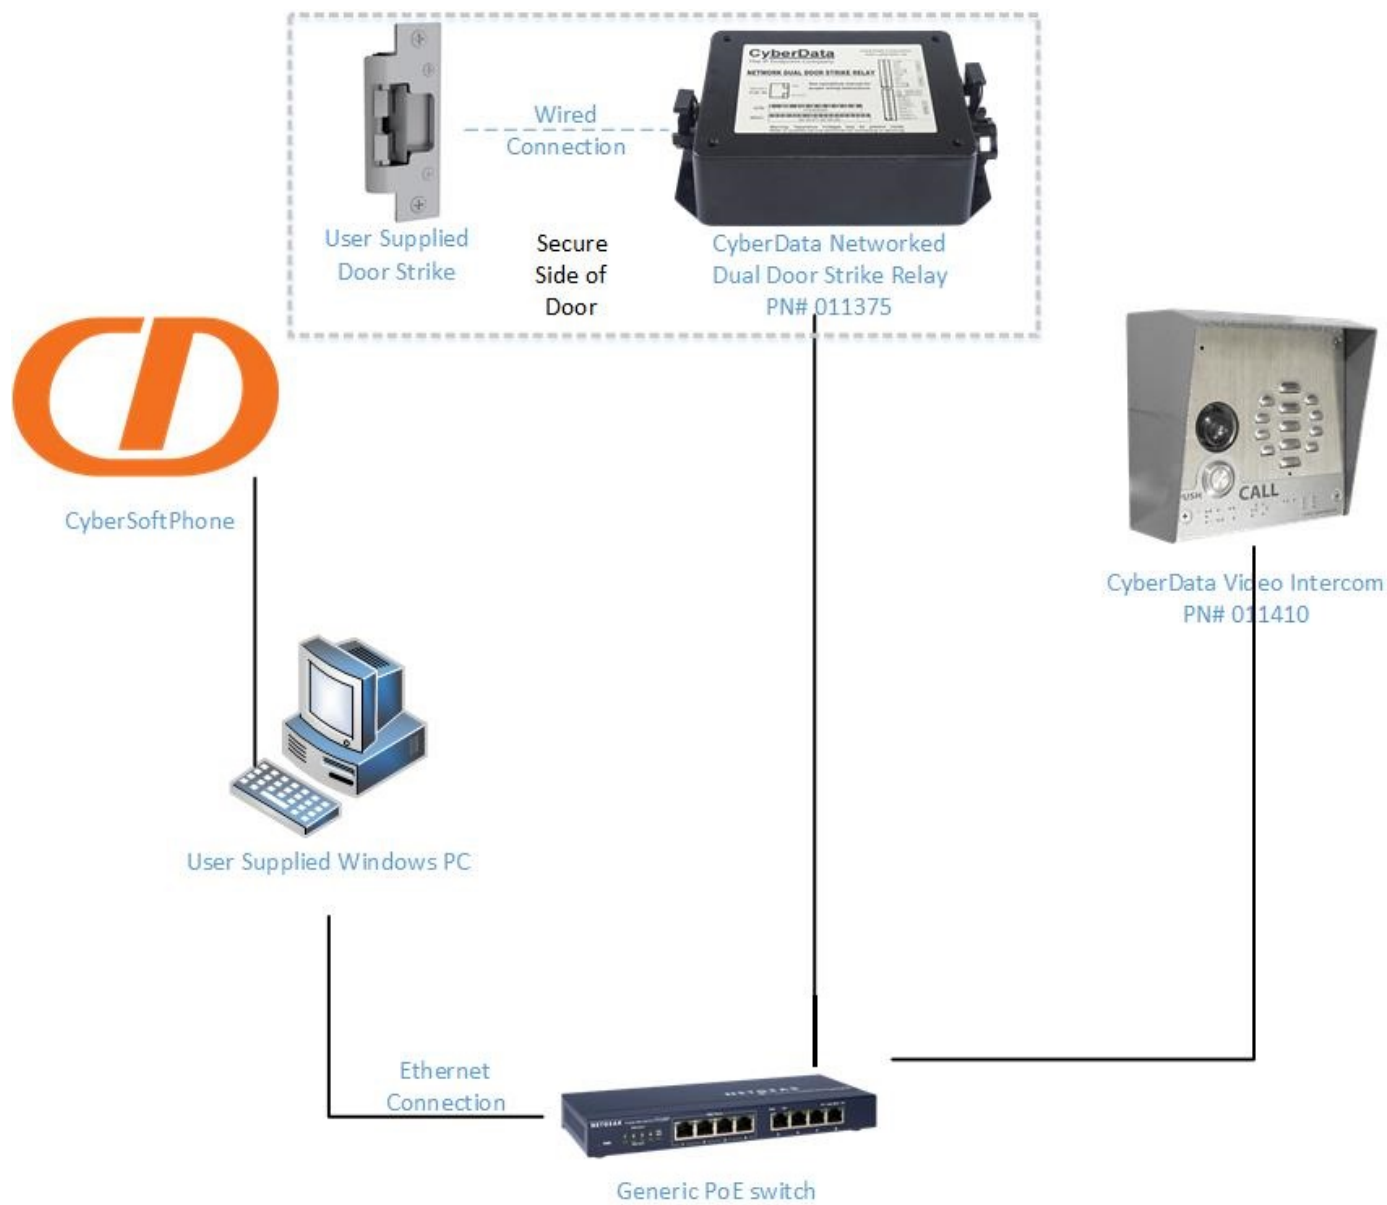 CyberData
NETWORK DUAL DOOR STRIKE RELAY
Wired
Connection
User Supplied
Door Strike
Secure
Side of
Door
CyberData Networked
Dual Door Strike Relay
PN# 011375
CyberSoftPhone
PUSH
CALL
CyberData Video Intercom
PN# 011410
User Supplied Windows PC
Ethernet
Connection
NETGEAR
NETGEAR
Generic PoE switch